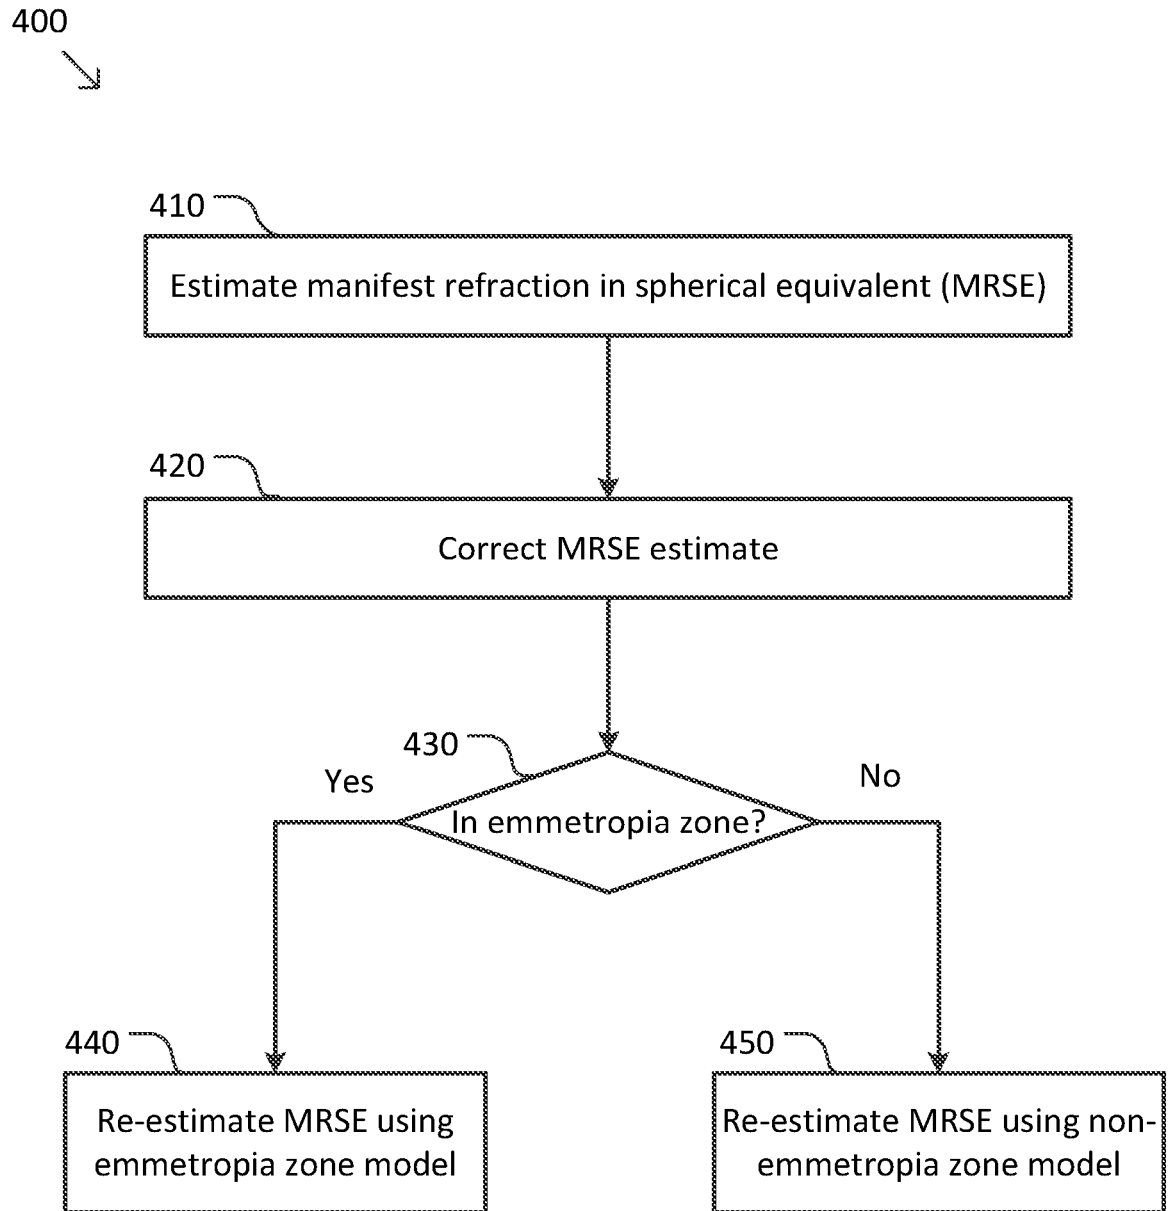 400
410
Estimate manifest refraction in spherical equivalent (MRSE)
420
Correct MRSE estimate
430
Yes
No
In emmetropia zone?
440
450
Re-estimate MRSE using
emmetropia zone model
Re-estimate MRSE using non-
emmetropia zone model